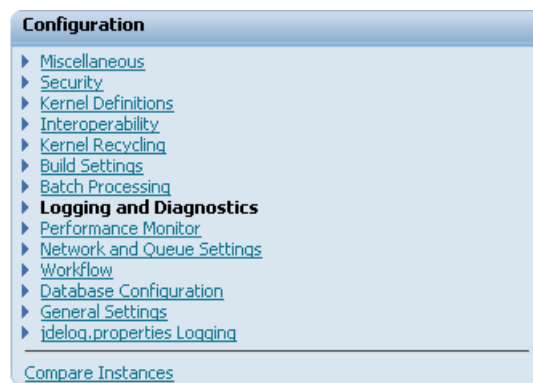 Configuration
Miscellaneous
Security
Kernel Definitions
Interoperability
Kernel Recycling
Build Settings
Batch Processing
Logging and Diagnostics
Performance Monitor
Network and Queue Settings
Workflow
Database Configuration
General Settings
jdelog.properties Logging
Compare Instances